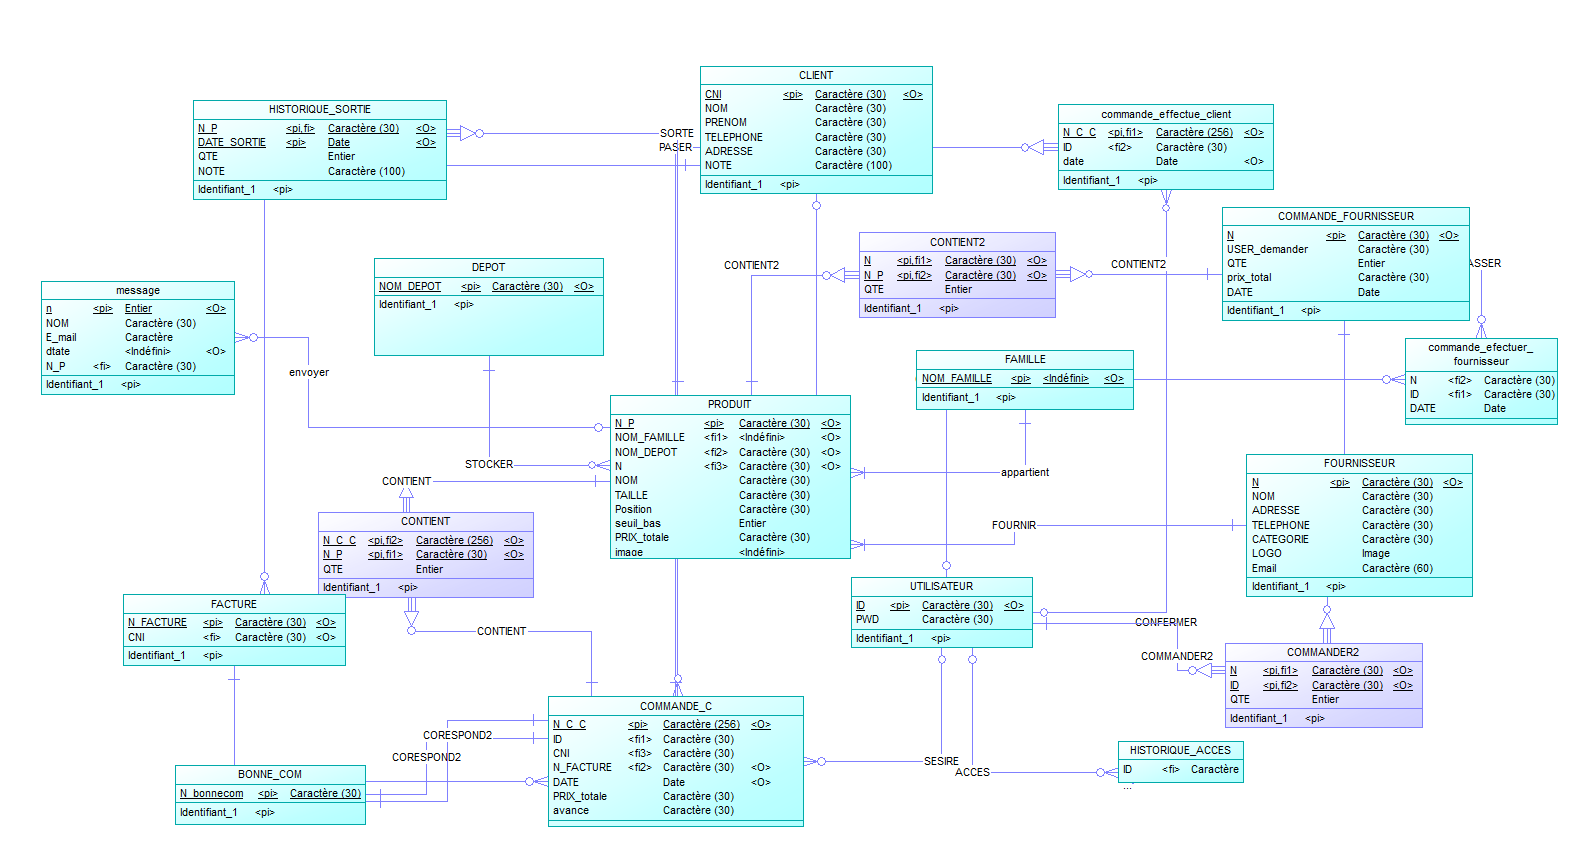 CLIENT
CNI <pi> Caractère (30) <O>
NOM Caractère (30)
PRENOM Caractère (30)
TELEPHONE Caractère (30)
ADRESSE Caractère (30)
NOTE Caractère (100)
Identifiant_1 <pi>
HISTORIQUE_SORTIE
N_P <pi,fi> Caractère (30) <O>
DATE_SORTIE <pi> Date <O>
QTE Entier
NOTE Caractère (100)
Identifiant_1 <pi>
SORTE
PASER
commande_effectue_client
N_C_C <pi,fi1> Caractère (256) <O>
ID <fi2> Caractère (30)
date Date <O>
Identifiant_1 <pi>
COMMANDE_FOURNISSEUR
N <pi> Caractère (30) <O>
USER_demander Caractère (30)
QTE Entier
prix_total Caractère (30)
DATE Date
Identifiant_1 <pi>
CONTIENT2
N <pi,fi1> Caractère (30) <O>
N_P <pi,fi2> Caractère (30) <O>
QTE Entier
Identifiant_1 <pi>
CONTIENT2
CONTIENT2
ASSER
DEPOT
NOM_DEPOT <pi> Caractère (30) <O>
Identifiant_1 <pi>
message
n <pi> Entier <O>
NOM Caractère (30)
E_mail Caractère
dtate <Indéfini> <O>
N_P <fi> Caractère (30)
Identifiant_1 <pi>
envoyer
commande_efectuer_
fournisseur
N <fi2> Caractère (30)
ID <fi1> Caractère (30)
DATE Date
FAMILLE
NOM_FAMILLE <pi> <Indéfini> <O>
Identifiant_1 <pi>
PRODUIT
N_P <pi> Caractère (30) <O>
NOM_FAMILLE <fi1> <Indéfini> <O>
NOM_DEPOT <fi2> Caractère (30) <O>
N <fi3> Caractère (30) <O>
NOM Caractère (30)
TAILLE Caractère (30)
Position Caractère (30)
seuil_bas Entier
PRIX_totale Caractère (30)
image <Indéfini>
STOCKER
CONTIENT
appartient
FOURNIR
FOURNISSEUR
N <pi> Caractère (30) <O>
NOM Caractère (30)
ADRESSE Caractère (30)
TELEPHONE Caractère (30)
CATEGORIE Caractère (30)
LOGO Image
Email Caractère (60)
Identifiant_1 <pi>
CONTIENT
N_C_C <pi,fi2> Caractère (256) <O>
N_P <pi,fi1> Caractère (30) <O>
QTE Entier
Identifiant_1 <pi>
CONTIENT
FACTURE
N_FACTURE <pi> Caractère (30) <O>
CNI <fi> Caractère (30) <O>
Identifiant_1 <pi>
UTILISATEUR
ID <pi> Caractère (30) <O>
PWD Caractère (30)
Identifiant_1 <pi>
CONFERMER
COMMANDER2
COMMANDER2
N <pi,fi1> Caractère (30) <O>
ID <pi,fi2> Caractère (30) <O>
QTE Entier
Identifiant_1 <pi>
COMMANDE_C
N_C_C <pi> Caractère (256) <O>
ID <fi1> Caractère (30)
CNI <fi3> Caractère (30)
N_FACTURE <fi2> Caractère (30) <O>
DATE Date <O>
PRIX_totale Caractère (30)
avance Caractère (30)
CORESPOND2
CORESPOND2
BONNE_COM
N_bonnecom <pi> Caractère (30)
Identifiant_1 <pi>
SESIRE
ACCES
HISTORIQUE_ACCES
ID <fi> Caractère
...